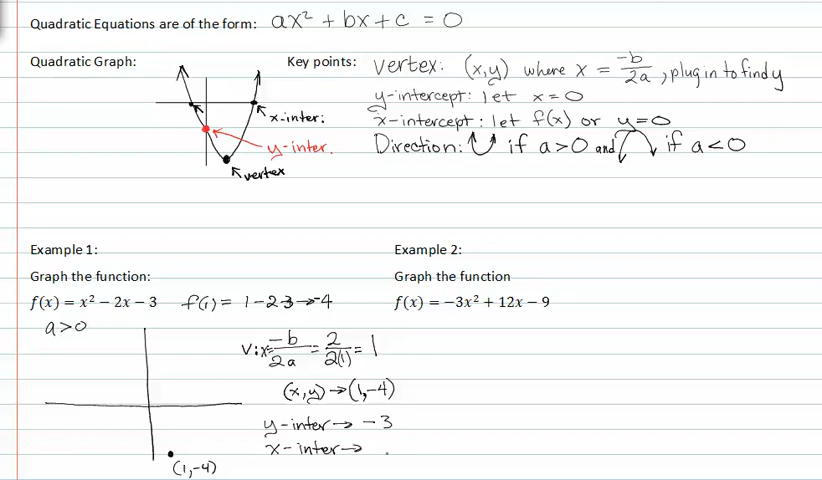 Quadratic Equations are of the form: ax² + bx + c = 0
Quadratic Graph:
x-inter.
y-inter.
vertex
Key points: vertex: (x,y) where x = -b/2a, plug in to find y
y-intercept: let x=0
x-intercept: let f(x) or y=0
Direction: if a>0 and if a<0
Example 1:
Graph the function:
f(x) = x² − 2x − 3 f(1) = 1-2-3→-4
a>0
V: x= -b/2a = 2/2(1) = 1
(x,y)→(1,-4)
y-inter→ -3
x-inter→
(1,-4)
Example 2:
Graph the function
f(x) = −3x² + 12x − 9